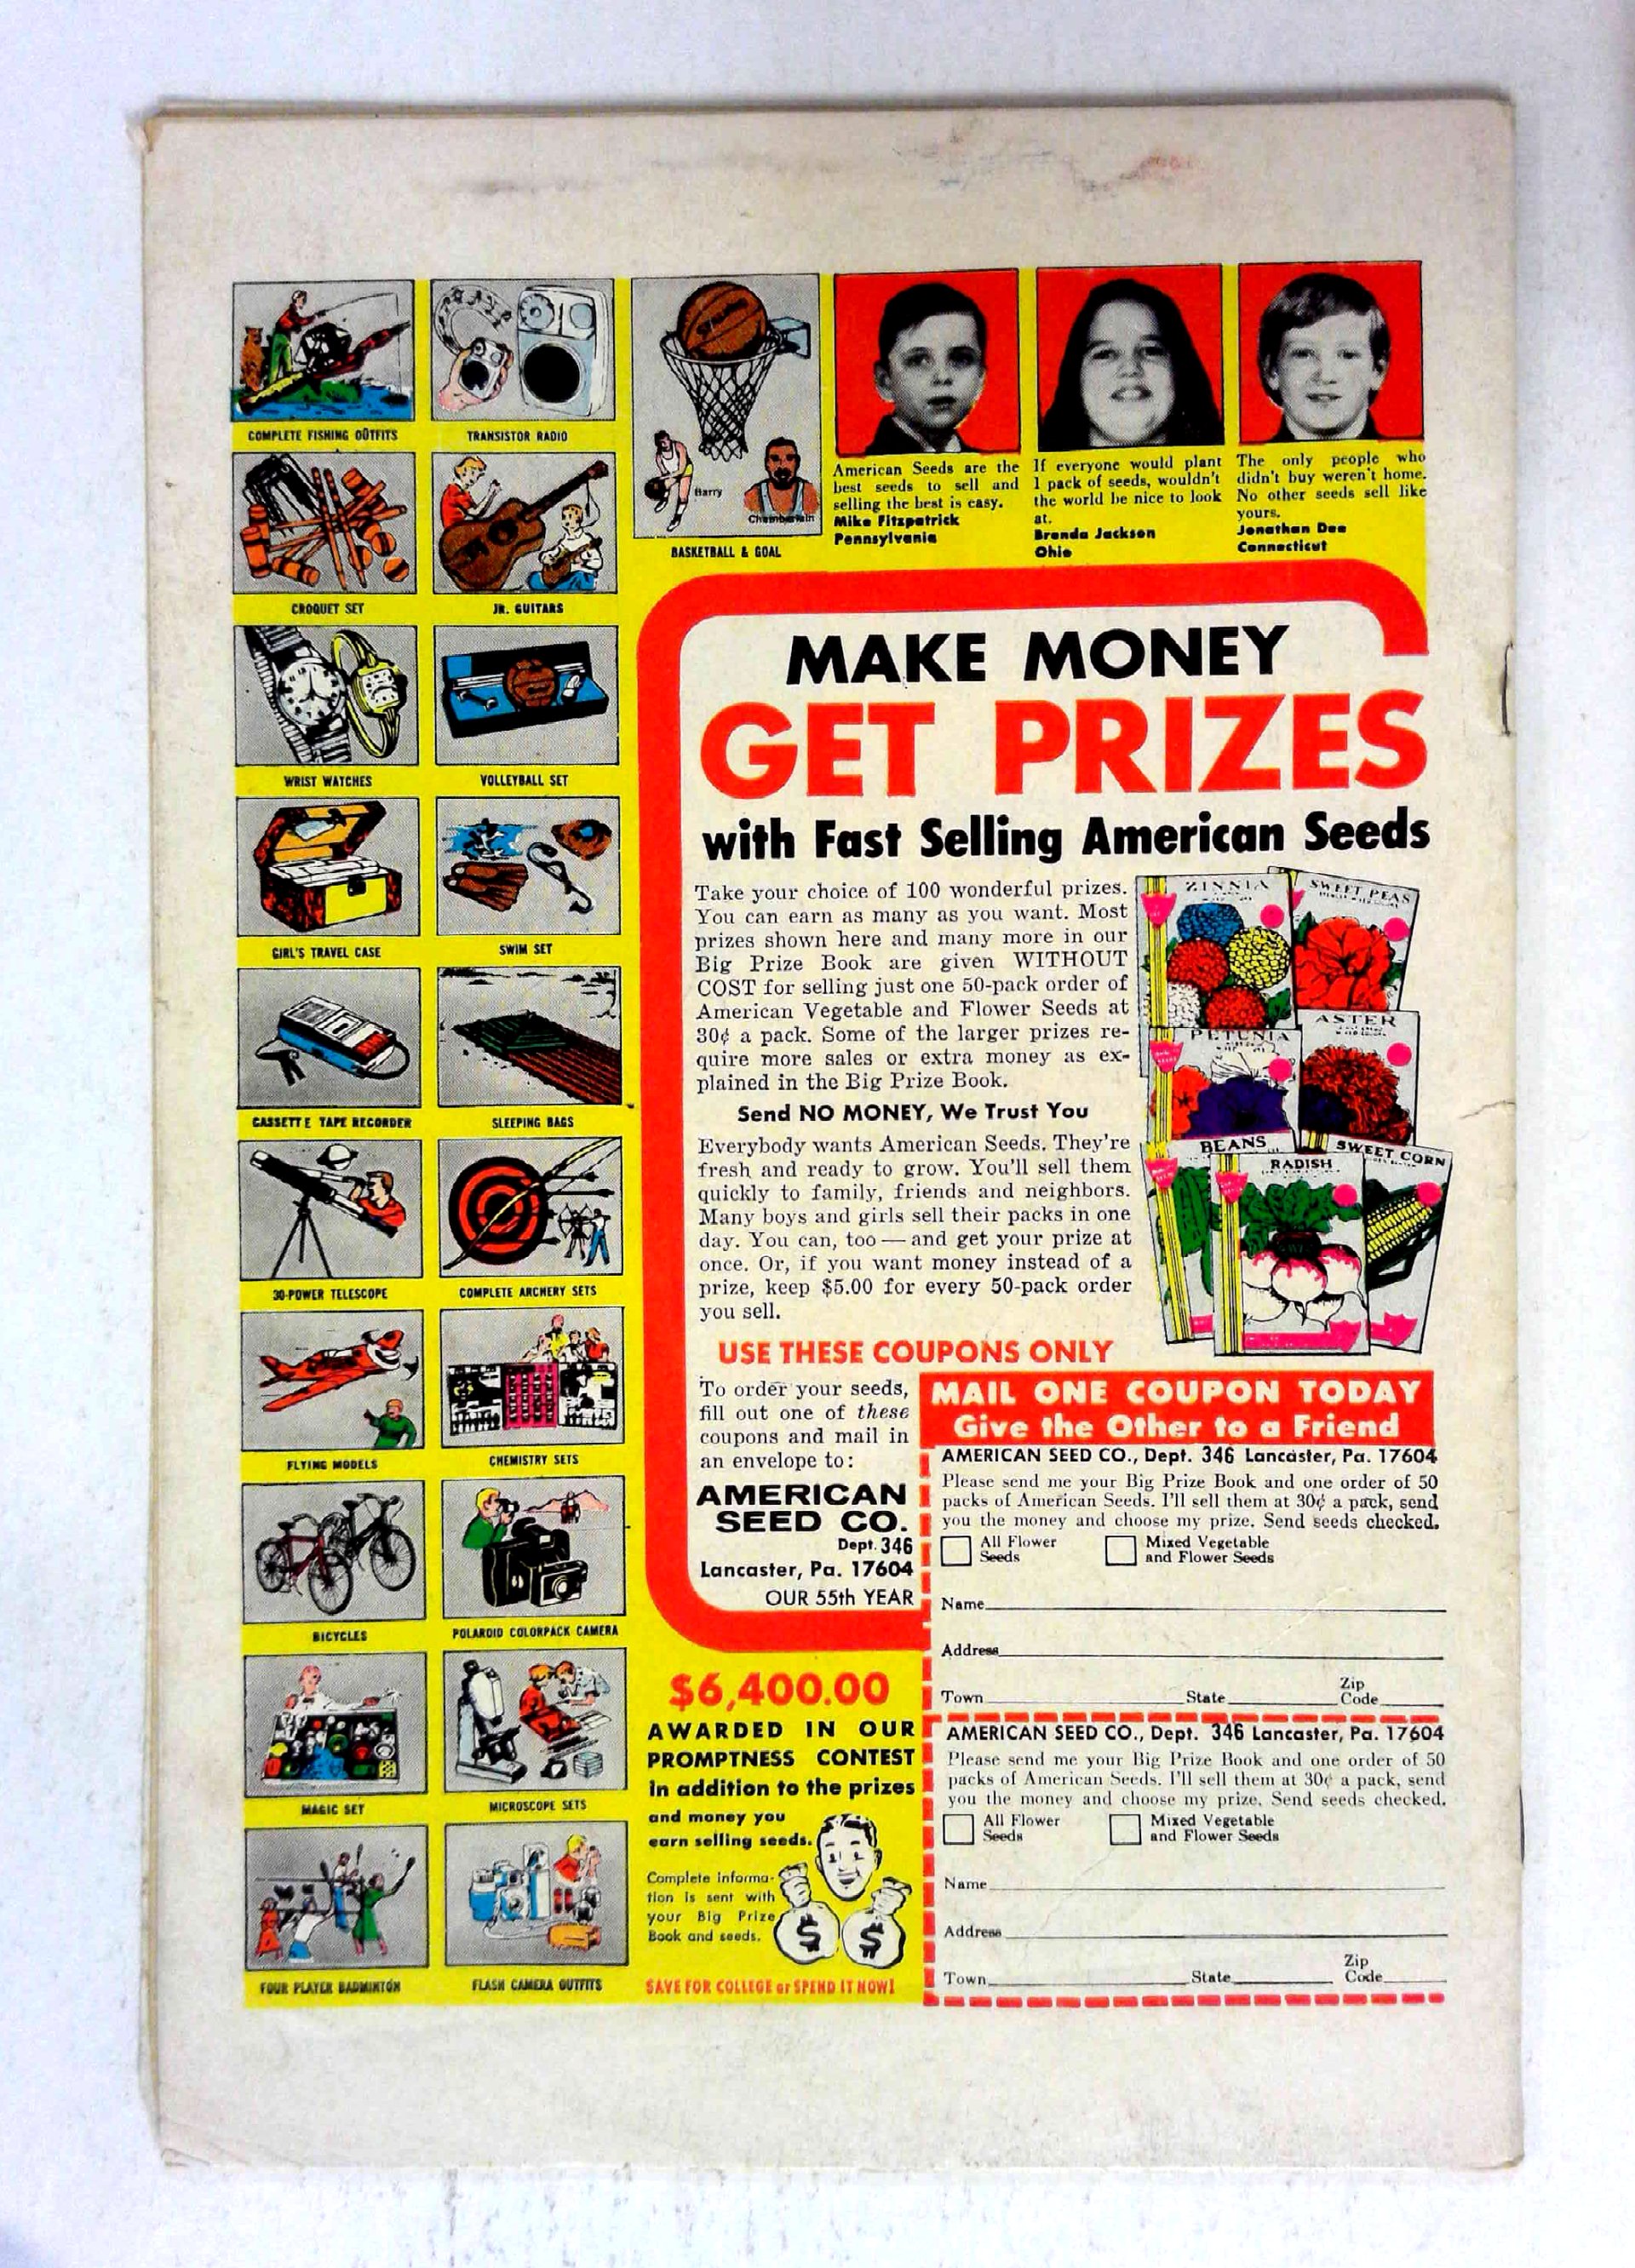 COMPLETE FISHING OUTFITS
TRANSISTOR RADIO
Barry
Chamberlain
BASKETBALL & GOAL
CROQUET SET
JR. GUITARS
WRIST WATCHES
VOLLEYBALL SET
GIRL'S TRAVEL CASE
SWIM SET
CASSETTE TAPE RECORDER
SLEEPING BAGS
30-POWER TELESCOPE
COMPLETE ARCHERY SETS
FLYING MODELS
CHEMISTRY SETS
BICYCLES
POLAROID COLORPACK CAMERA
MAGIC SET
MICROSCOPE SETS
FOUR PLAYER BADMINTON
FLASH CAMERA OUTFITS
American Seeds are the
best seeds to sell and
selling the best is easy.
Mike Fitzpatrick
Pennsylvania
If everyone would plant
1 pack of seeds, wouldn't
the world be nice to look
at.
Brenda Jackson
Ohio
The only people who
didn't buy weren't home.
No other seeds sell like
yours.
Jonathan Dee
Connecticut
MAKE MONEY
GET PRIZES
with Fast Selling American Seeds
Take your choice of 100 wonderful prizes.
You can earn as many as you want. Most
prizes shown here and many more in our
Big Prize Book are given WITHOUT
COST for selling just one 50-pack order of
American Vegetable and Flower Seeds at
30¢ a pack. Some of the larger prizes re-
quire more sales or extra money as ex-
plained in the Big Prize Book.
Send NO MONEY, We Trust You
Everybody wants American Seeds. They're
fresh and ready to grow. You'll sell them
quickly to family, friends and neighbors.
Many boys and girls sell their packs in one
day. You can, too — and get your prize at
once. Or, if you want money instead of a
prize, keep $5.00 for every 50-pack order
you sell.
ZINNIA
SWEET PEAS
PETUNIA
ASTER
BEANS
RADISH
SWEET CORN
USE THESE COUPONS ONLY
To order your seeds,
fill out one of these
coupons and mail in
an envelope to:
AMERICAN
SEED CO.
Dept. 346
Lancaster, Pa. 17604
OUR 55th YEAR
MAIL ONE COUPON TODAY
Give the Other to a Friend
AMERICAN SEED CO., Dept. 346 Lancaster, Pa. 17604
Please send me your Big Prize Book and one order of 50
packs of American Seeds. I'll sell them at 30¢ a pack, send
you the money and choose my prize. Send seeds checked.
All Flower Seeds
Mixed Vegetable and Flower Seeds
Name
Address
Town State Zip Code
AMERICAN SEED CO., Dept. 346 Lancaster, Pa. 17604
Please send me your Big Prize Book and one order of 50
packs of American Seeds. I'll sell them at 30¢ a pack, send
you the money and choose my prize. Send seeds checked.
All Flower Seeds
Mixed Vegetable and Flower Seeds
Name
Address
Town State Zip Code
$6,400.00
AWARDED IN OUR
PROMPTNESS CONTEST
In addition to the prizes
and money you
earn selling seeds.
Complete informa-
tion is sent with
your Big Prize
Book and seeds.
$ $
SAVE FOR COLLEGE or SPEND IT NOW!